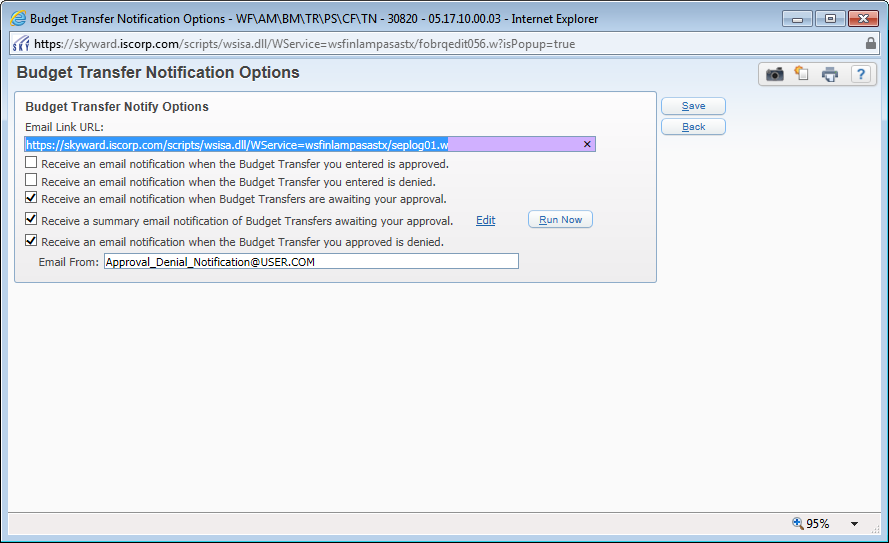 Budget Transfer Notification Options - WF\AM\BM\TR\PS\CF\TN - 30820 - 05.17.10.00.03 - Internet Explorer
https://skyward.iscorp.com/scripts/wsisa.dll/WService=wsfinlampasastx/fobrqedit056.w?isPopup=true
Budget Transfer Notification Options
?
Budget Transfer Notify Options
Save
Email Link URL:
Back
https://skyward.iscorp.com/scripts/wsisa.dll/WService=wsfinlampasastx/seplog01.w
Receive an email notification when the Budget Transfer you entered is approved.
Receive an email notification when the Budget Transfer you entered is denied.
Receive an email notification when Budget Transfers are awaiting your approval.
Receive a summary email notification of Budget Transfers awaiting your approval. Edit Run Now
Receive an email notification when the Budget Transfer you approved is denied.
Email From: Approval_Denial_Notification@USER.COM
95%